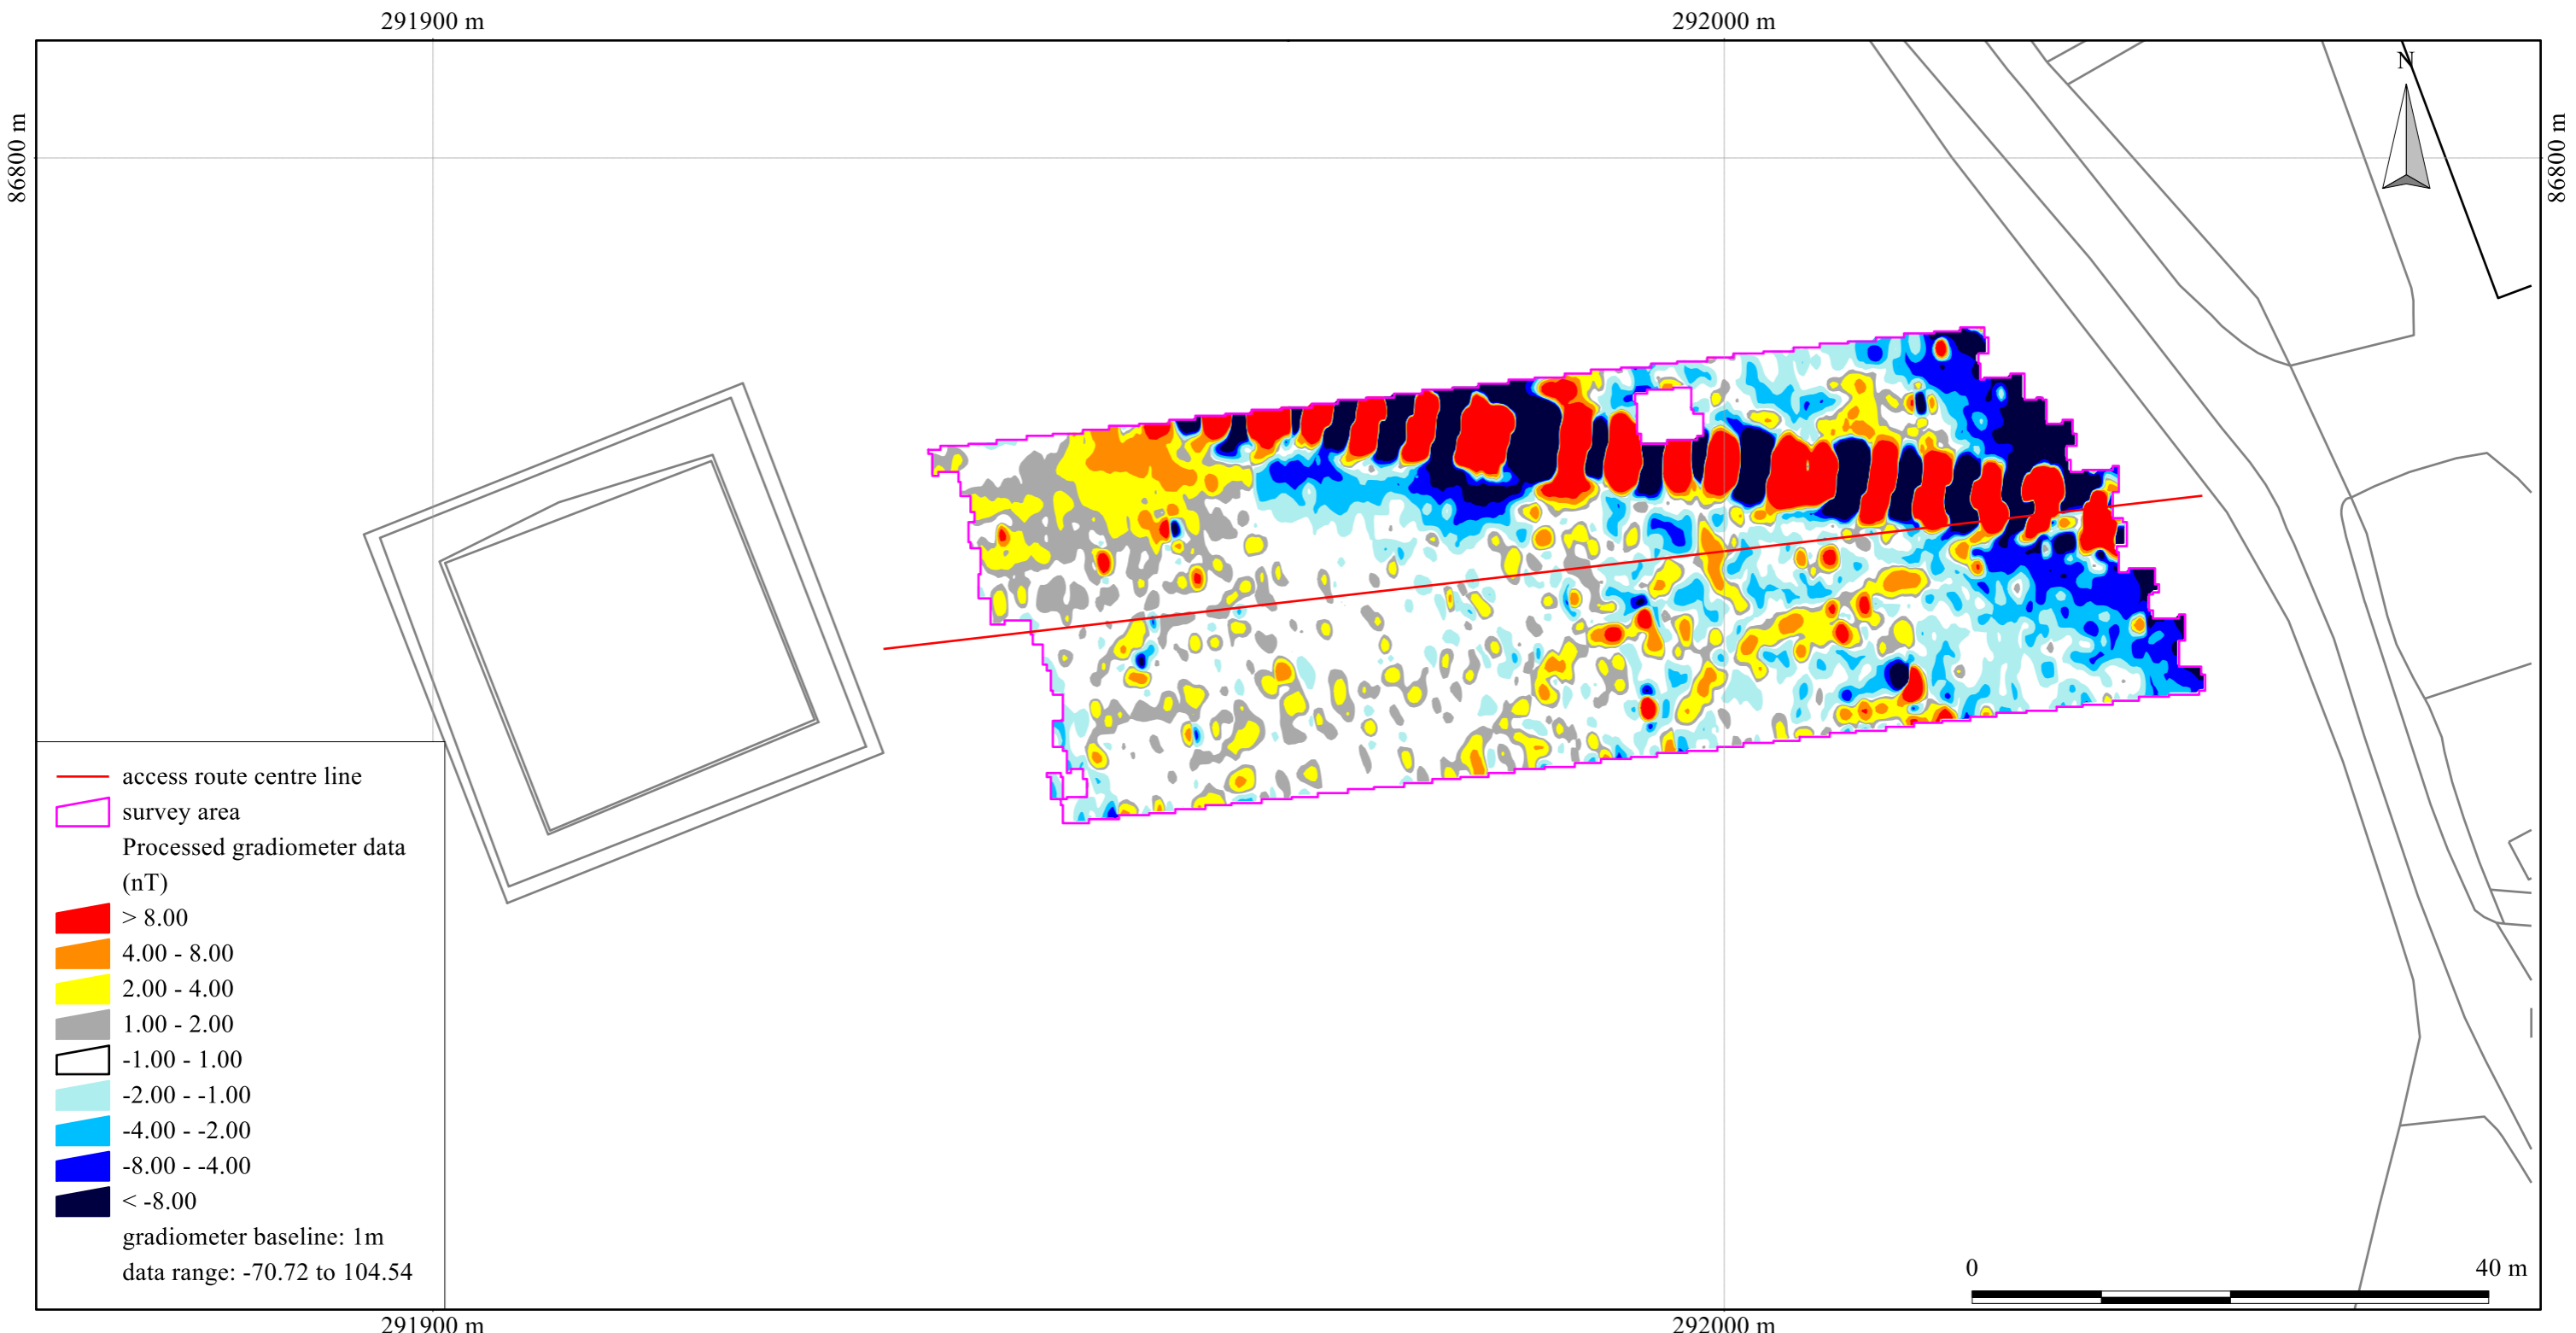 291900 m
292000 m
N
86800 m
86800 m
access route centre line
survey area
Processed gradiometer data
(nT)
> 8.00
4.00 - 8.00
2.00 - 4.00
1.00 - 2.00
-1.00 - 1.00
-2.00 - -1.00
-4.00 - -2.00
-8.00 - -4.00
< -8.00
gradiometer baseline: 1m
data range: -70.72 to 104.54
0
40 m
291900 m
292000 m